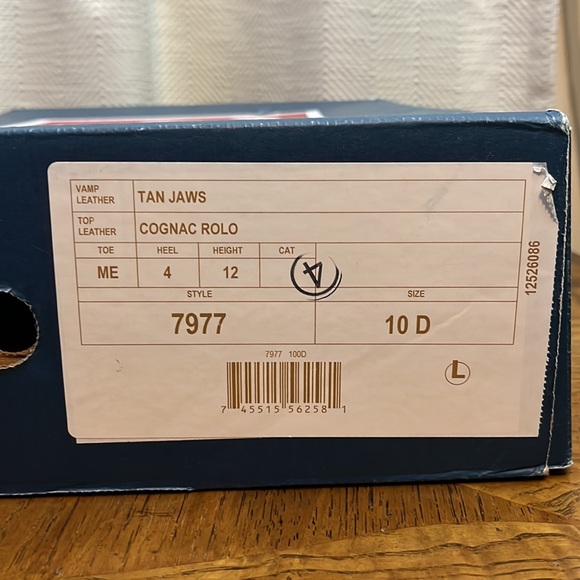 VAMP LEATHER TAN JAWS
TOP LEATHER COGNAC ROLO
TOE HEEL HEIGHT CAT
ME 4 12 4
STYLE SIZE
7977 10 D
7977 100D
7 45515 56258 1
L
12526086